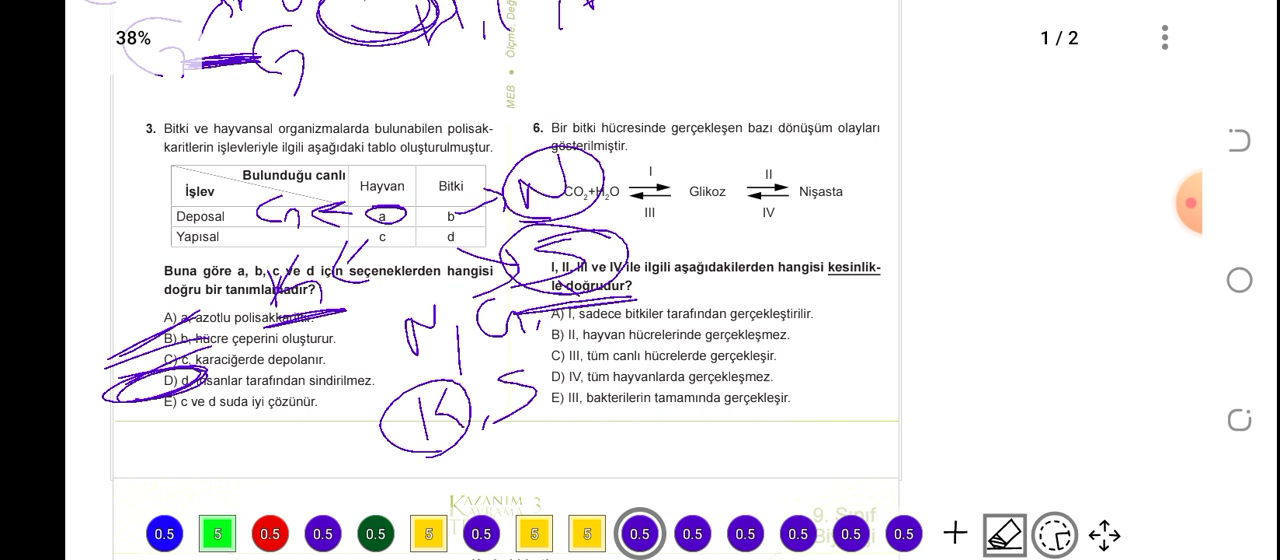 38%
1 / 2
MEB • Ölçme, Değ
3. Bitki ve hayvansal organizmalarda bulunabilen polisak-
karitlerin işlevleriyle ilgili aşağıdaki tablo oluşturulmuştur.
Bulunduğu canlı
İşlev
Hayvan
Bitki
Deposal
a
b
Yapısal
c
d
Buna göre a, b, c ve d için seçeneklerden hangisi
doğru bir tanımlamadır?
A) a, azotlu polisakkarittir.
B) b, hücre çeperini oluşturur.
C) c, karaciğerde depolanır.
D) d, insanlar tarafından sindirilmez.
E) c ve d suda iyi çözünür.
N
S
Gn
N, Gn,
K, S
6. Bir bitki hücresinde gerçekleşen bazı dönüşüm olayları
gösterilmiştir.
I
II
CO2+H2O
Glikoz
Nişasta
III
IV
I, II, III ve IV ile ilgili aşağıdakilerden hangisi kesinlik-
le doğrudur?
A) I, sadece bitkiler tarafından gerçekleştirilir.
B) II, hayvan hücrelerinde gerçekleşmez.
C) III, tüm canlı hücrelerde gerçekleşir.
D) IV, tüm hayvanlarda gerçekleşmez.
E) III, bakterilerin tamamında gerçekleşir.
KAZANIM 3
KAVRAMA
9. Sınıf
0.5 5 0.5 0.5 0.5 5 0.5 5 5 0.5 0.5 0.5 0.5 0.5 0.5